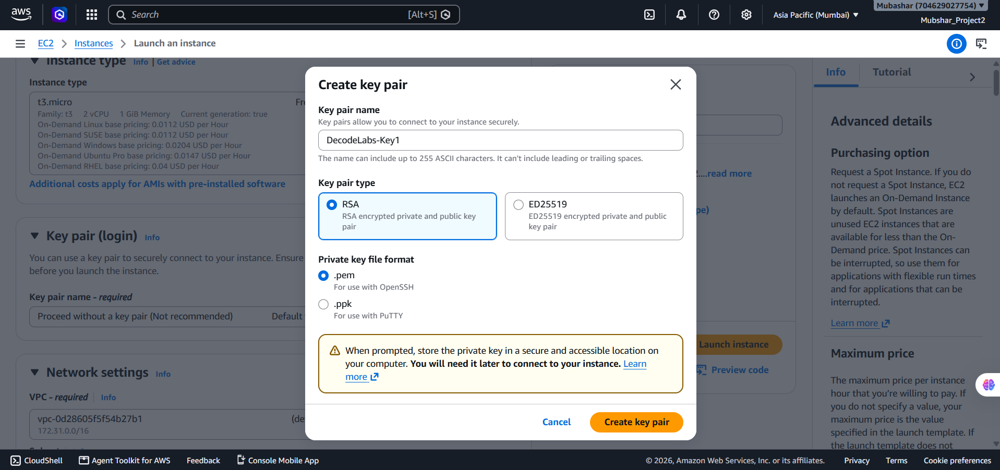 aws
Search
[Alt+S]
Asia Pacific (Mumbai) ▼
Mubashar (704629027754) ▼
Mubshar_Project2
EC2
Instances
Launch an instance
Instance type
Info
Get advice
Instance type
t3.micro
Family: t3 2 vCPU 1 GiB Memory Current generation: true
On-Demand Linux base pricing: 0.0112 USD per Hour
On-Demand SUSE base pricing: 0.0112 USD per Hour
On-Demand Windows base pricing: 0.0204 USD per Hour
On-Demand Ubuntu Pro base pricing: 0.0147 USD per Hour
On-Demand RHEL base pricing: 0.04 USD per Hour
Additional costs apply for AMIs with pre-installed software
Key pair (login)
Info
You can use a key pair to securely connect to your instance. Ensure
before you launch the instance.
Key pair name - required
Proceed without a key pair (Not recommended)
Default
Network settings
Info
VPC - required
Info
vpc-0d28605f5f54b27b1
(de
172.31.0.0/16
Create key pair
Key pair name
Key pairs allow you to connect to your instance securely.
DecodeLabs-Key1
The name can include up to 255 ASCII characters. It can't include leading or trailing spaces.
Key pair type
RSA
RSA encrypted private and public key
pair
ED25519
ED25519 encrypted private and public
key pair
Private key file format
.pem
For use with OpenSSH
.ppk
For use with PuTTY
When prompted, store the private key in a secure and accessible location on
your computer. You will need it later to connect to your instance. Learn
more
Cancel
Create key pair
....read more
pe)
Launch instance
Preview code
Info
Tutorial
Advanced details
Purchasing option
Request a Spot Instance. If you do
not request a Spot Instance, EC2
launches an On-Demand Instance
by default. Spot Instances are
unused EC2 instances that are
available for less than the On-
Demand price. Spot Instances can
be interrupted, so use them for
applications with flexible run times
and for applications that can be
interrupted.
Learn more
Maximum price
The maximum price per instance
hour that you're willing to pay. If
you do not specify a value, your
maximum price is the value
specified in the launch template. If
the launch template does not
CloudShell
Agent Toolkit for AWS
Feedback
Console Mobile App
© 2026, Amazon Web Services, Inc. or its affiliates.
Privacy
Terms
Cookie preferences